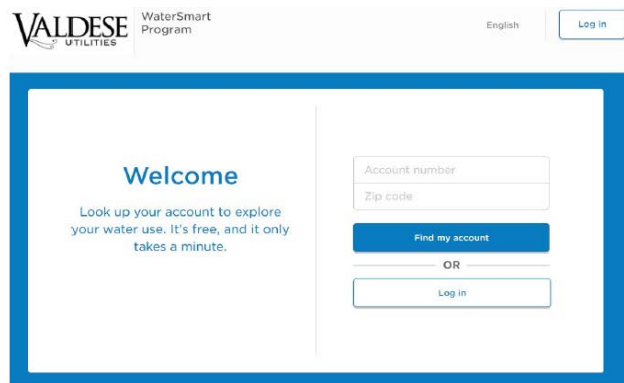 VALDESE
UTILITIES
WaterSmart
Program
English
Log in
Welcome
Look up your account to explore
your water use. It's free, and it only
takes a minute.
Account number
Zip code
Find my account
OR
Log in